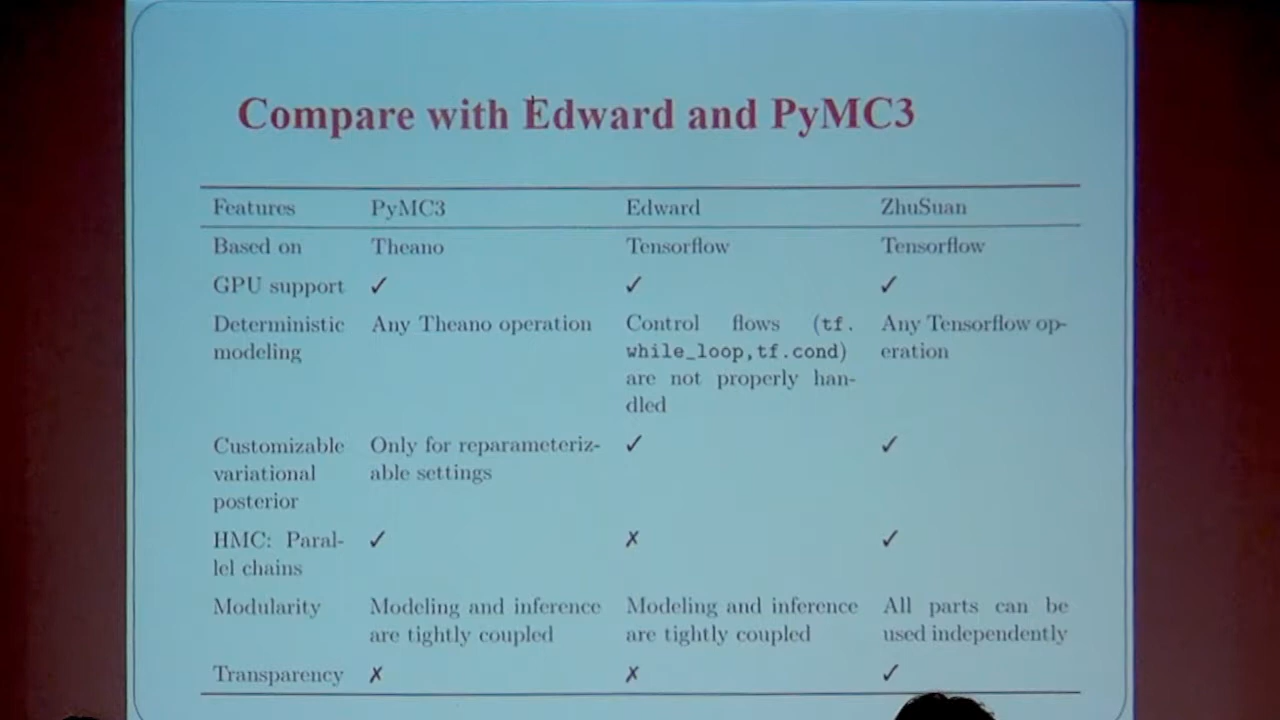 Compare with Edward and PyMC3
Features PyMC3 Edward ZhuSuan
Based on Theano Tensorflow Tensorflow
GPU support ✓ ✓ ✓
Deterministic Any Theano operation Control flows (tf. Any Tensorflow op-
modeling while_loop,tf.cond) eration
are not properly han-
dled
Customizable Only for reparameteriz- ✓ ✓
variational able settings
posterior
HMC: Paral- ✓ ✗ ✓
lel chains
Modularity Modeling and inference Modeling and inference All parts can be
are tightly coupled are tightly coupled used independently
Transparency ✗ ✗ ✓